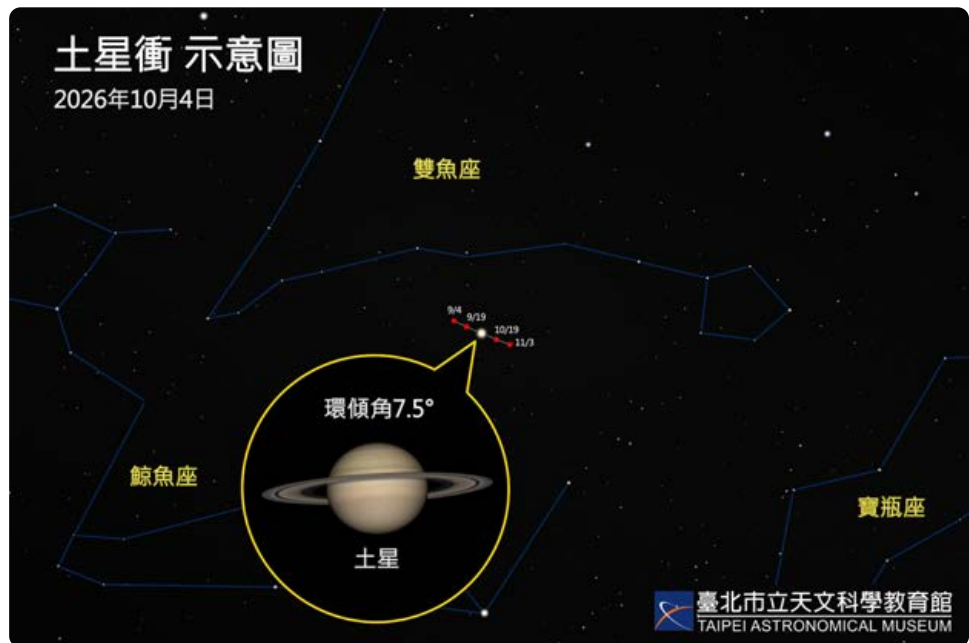 土星衝 示意圖
2026年10月4日
雙魚座
9/4
9/19
10/19
11/3
環傾角7.5°
鯨魚座
寶瓶座
土星
臺北市立天文科學教育館
TAIPEI ASTRONOMICAL MUSEUM